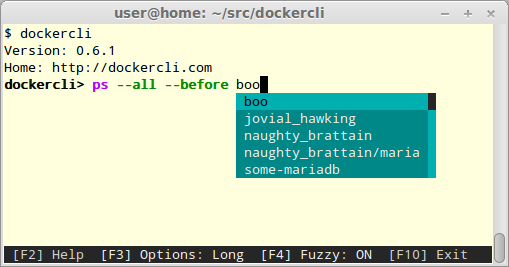 user@home: ~/src/dockercli
$ dockercli
Version: 0.6.1
Home: http://dockercli.com
dockercli> ps --all --before boo
boo
jovial_hawking
naughty_brattain
naughty_brattain/maria
some-mariadb
[F2] Help [F3] Options: Long [F4] Fuzzy: ON [F10] Exit